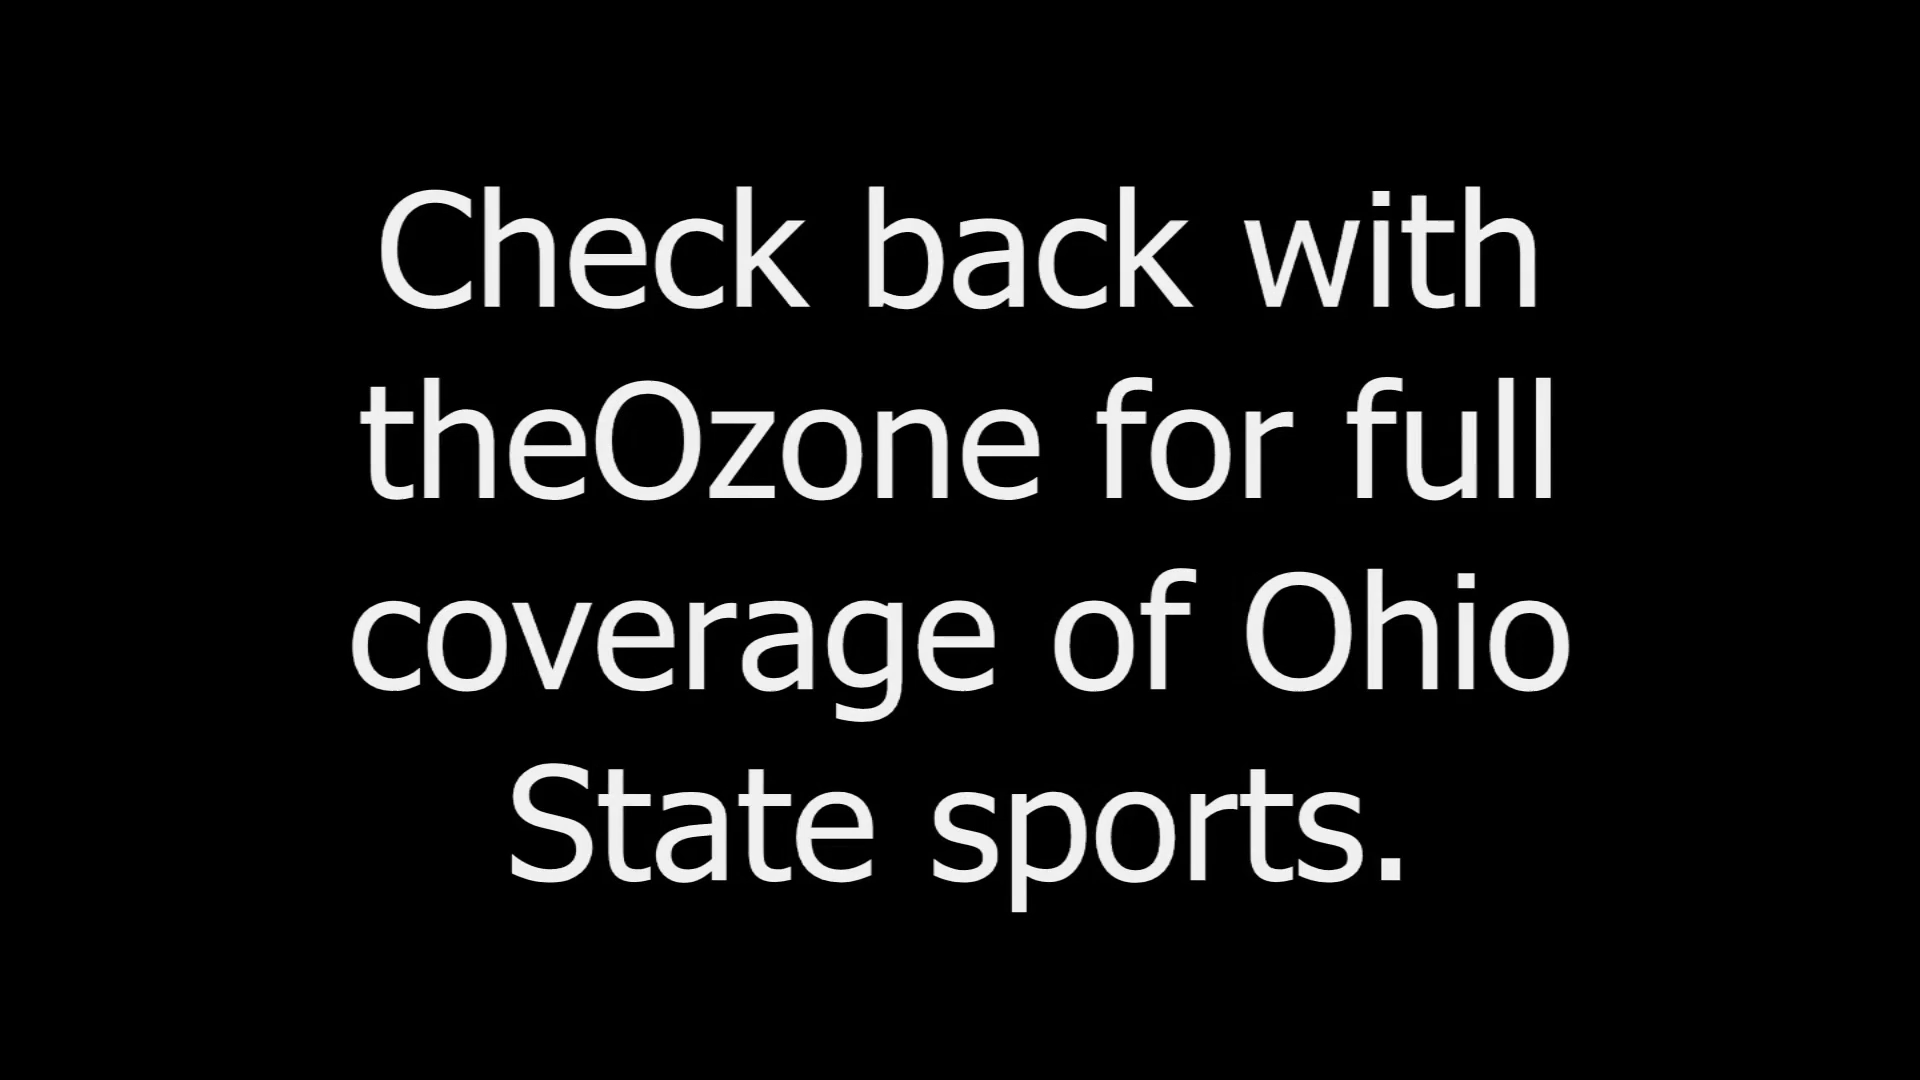 Check back with
theOzone for full
coverage of Ohio
State sports.